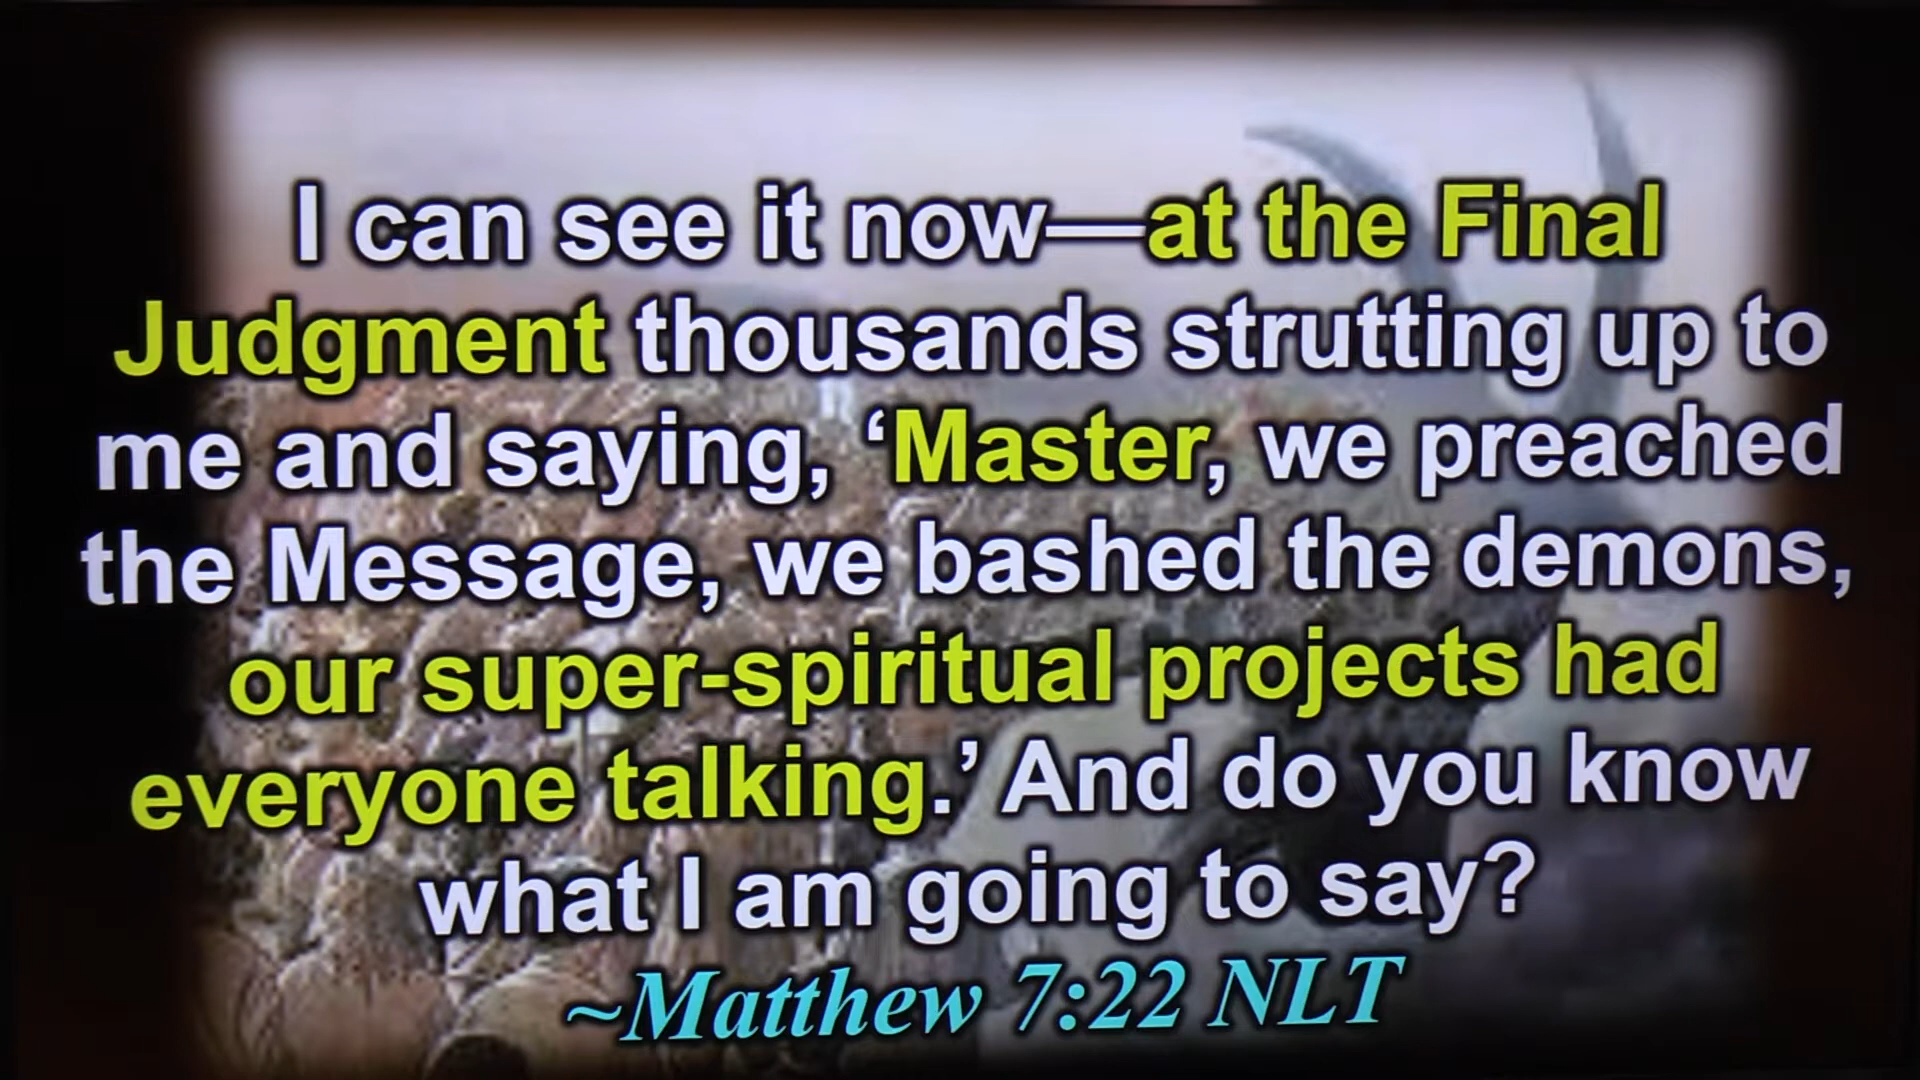 I can see it now—at the Final
Judgment thousands strutting up to
me and saying, ‘Master, we preached
the Message, we bashed the demons,
our super-spiritual projects had
everyone talking.’ And do you know
what I am going to say?
~Matthew 7:22 NLT